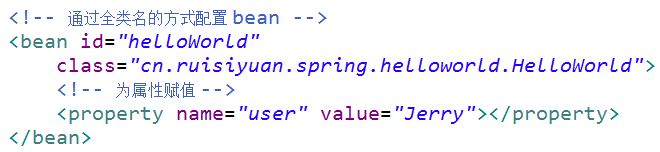 <!-- 通过全类名的方式配置 bean -->
<bean id="helloWorld"
class="cn.ruisiyuan.spring.helloworld.HelloWorld">
<!-- 为属性赋值 -->
<property name="user" value="Jerry"></property>
</bean>